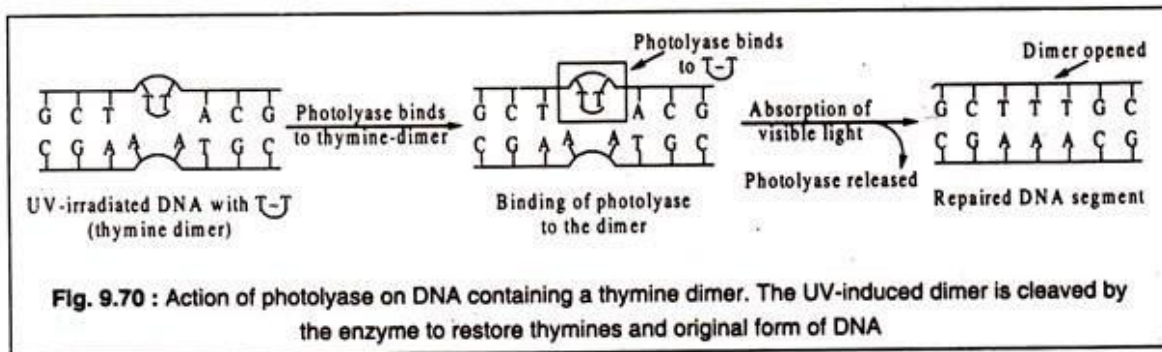 Photolyase binds
to T-T
Dimer opened
T T
T T
G C T A C G
Photolyase binds
to thymine-dimer
G C T A C G
Absorption of
visible light
G C T T T G C
C G A A A T G C
C G A A A T G C
C G A A A C G
Photolyase released
UV-irradiated DNA with T-T
(thymine dimer)
Binding of photolyase
to the dimer
Repaired DNA segment
Fig. 9.70 : Action of photolyase on DNA containing a thymine dimer. The UV-induced dimer is cleaved by
the enzyme to restore thymines and original form of DNA